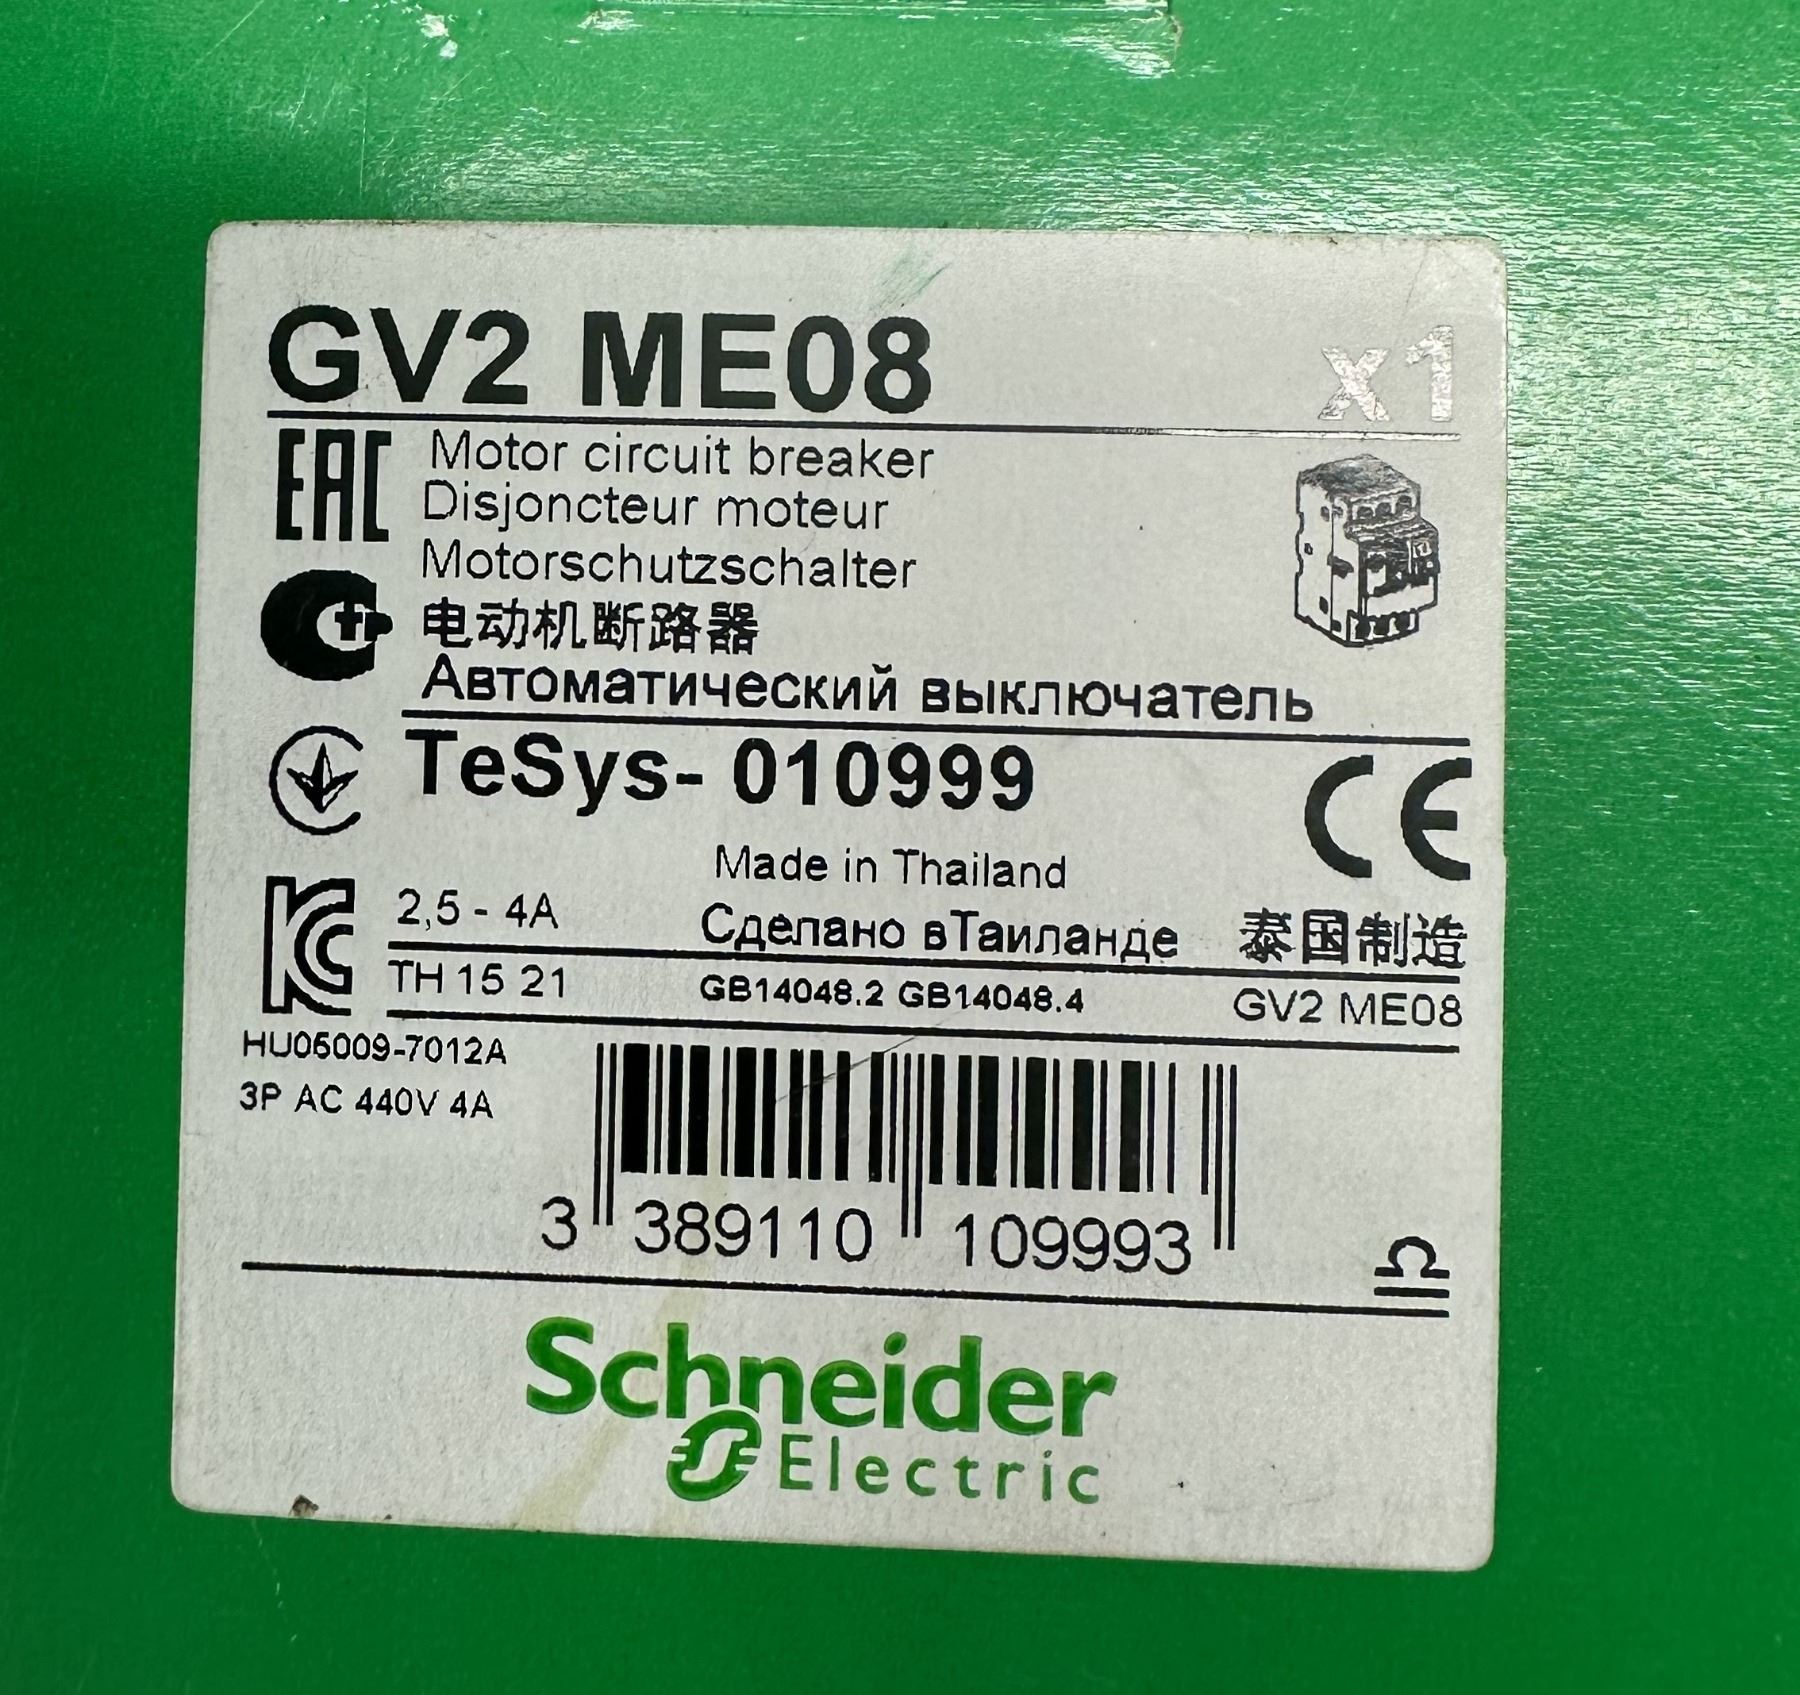 GV2 ME08 x1
EAC Motor circuit breaker
Disjoncteur moteur
Motorschutzschalter
电动机断路器
Автоматический выключатель
TeSys- 010999
CE
Made in Thailand
2,5 - 4A Сделано вТаиланде 泰国制造
TH 15 21 GB14048.2 GB14048.4 GV2 ME08
HU05009-7012A
3P AC 440V 4A
3 389110 109993
Schneider
Electric